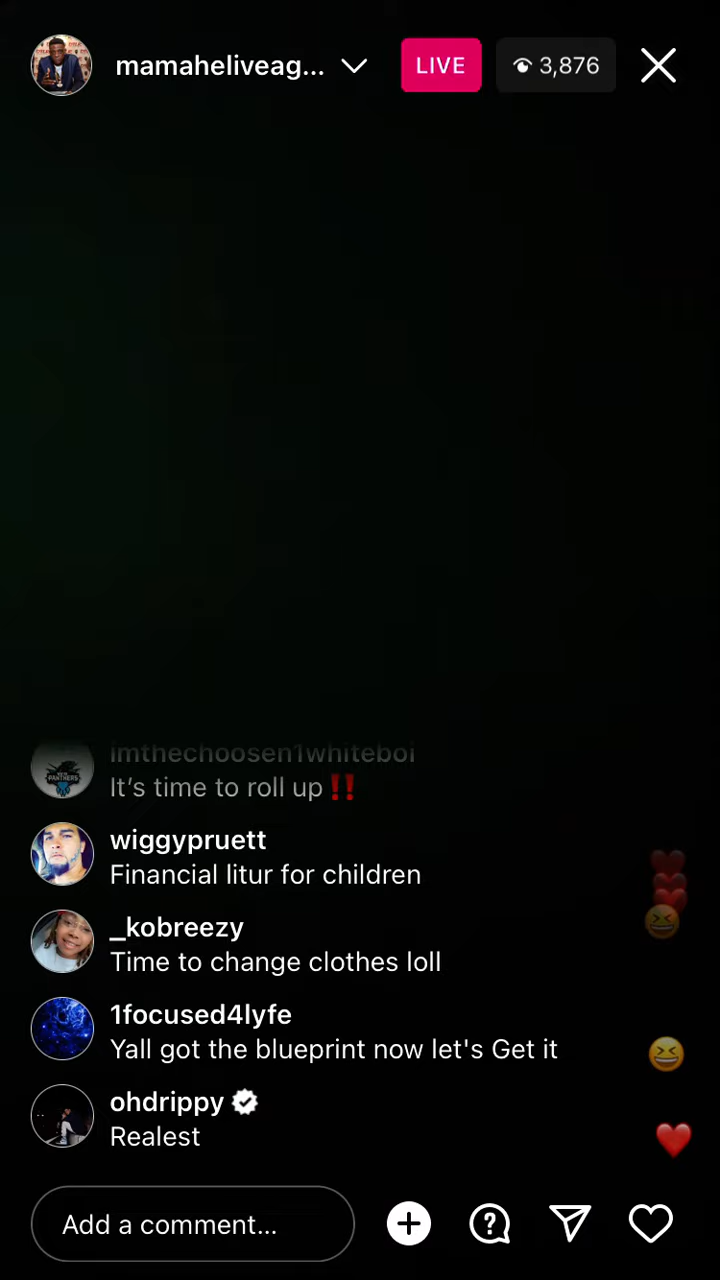 mamaheliveag...
LIVE
3,876
imthechoosen1whiteboi
It's time to roll up‼️
wiggypruett
Financial litur for children
_kobreezy
Time to change clothes loll
1focused4lyfe
Yall got the blueprint now let's Get it
ohdrippy
Realest
Add a comment...